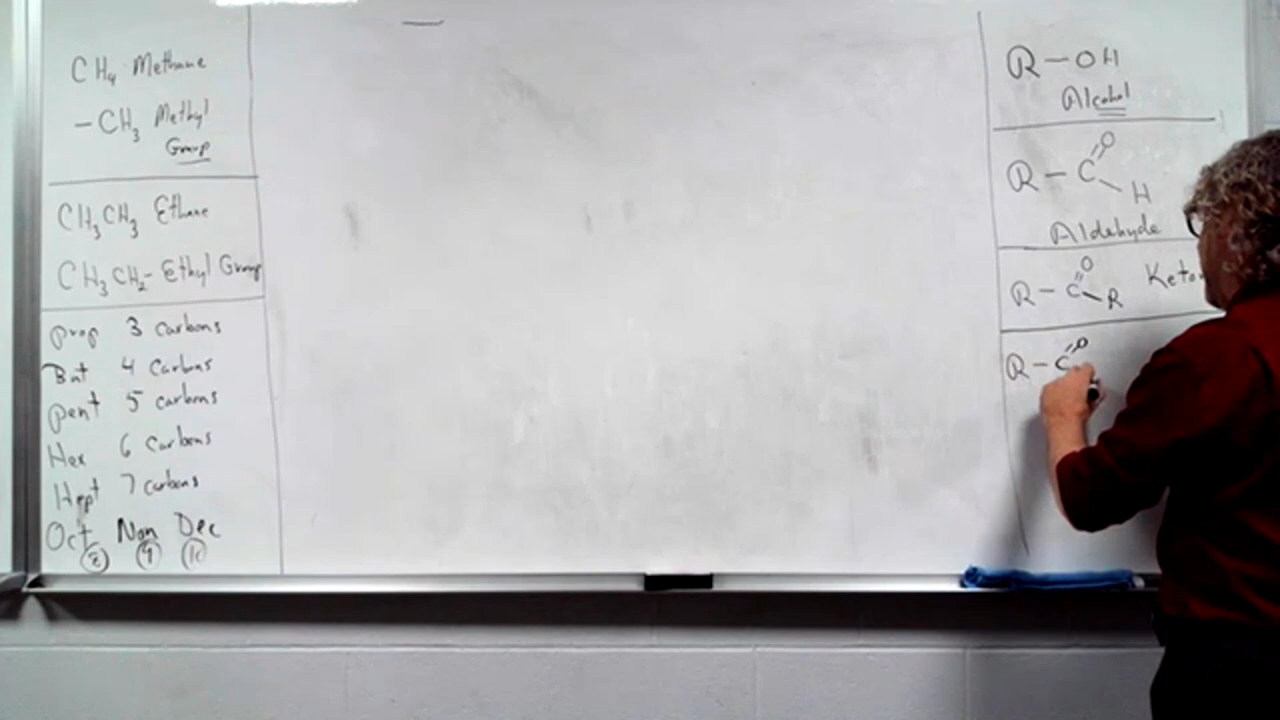 CH4 Methane
-CH3 Methyl
Group
CH3CH3 Ethane
CH3CH2- Ethyl Group
Prop 3 carbons
But 4 Carbons
Pent 5 carbons
Hex 6 Carbons
Hept 7 carbons
Oct Non Dec
8 9 10
R-OH
Alcohol
O
R-C
H
Aldehyde
O
R-C-R
O
R-C